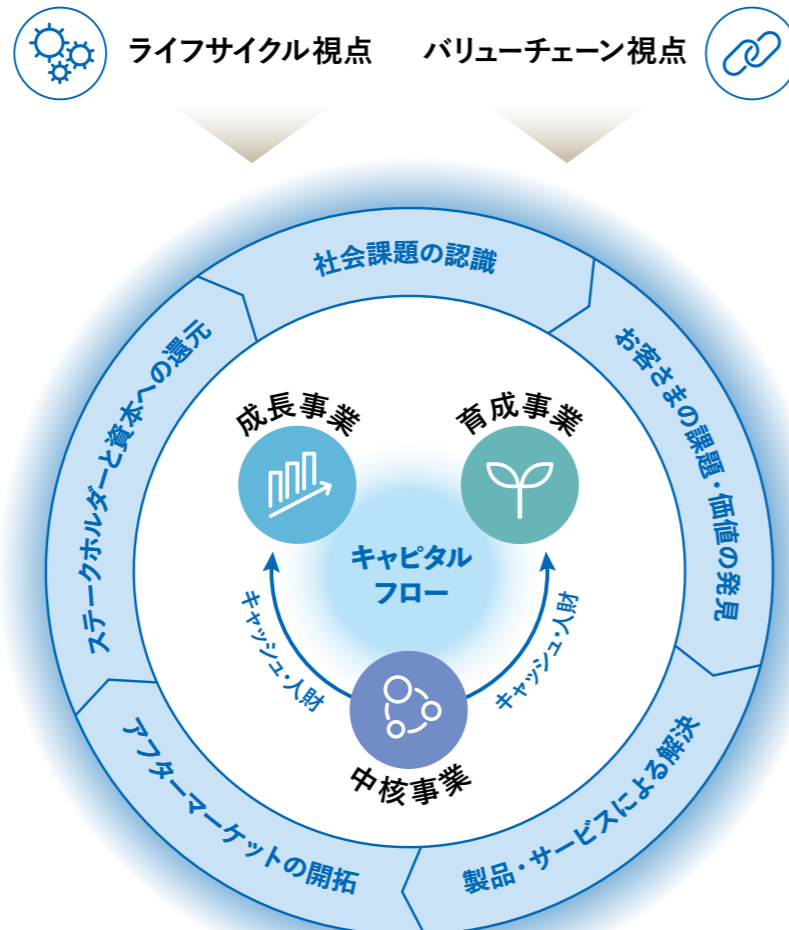 ライフサイクル視点
バリューチェーン視点
社会課題の認識
お客さまの課題・価値の発見
製品・サービスによる解決
アフターマーケットの開拓
ステークホルダーと資本への還元
成長事業
育成事業
キャピタル
フロー
キャッシュ・人財
キャッシュ・人財
中核事業